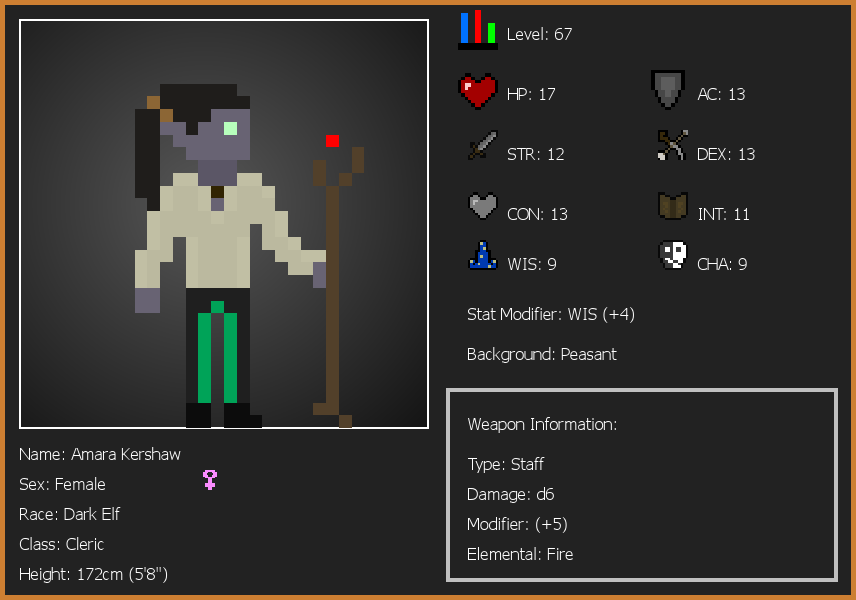 Level: 67
HP: 17
AC: 13
STR: 12
DEX: 13
CON: 13
INT: 11
WIS: 9
CHA: 9
Stat Modifier: WIS (+4)
Background: Peasant
Weapon Information:
Type: Staff
Damage: d6
Modifier: (+5)
Elemental: Fire
Name: Amara Kershaw
Sex: Female
Race: Dark Elf
Class: Cleric
Height: 172cm (5'8")